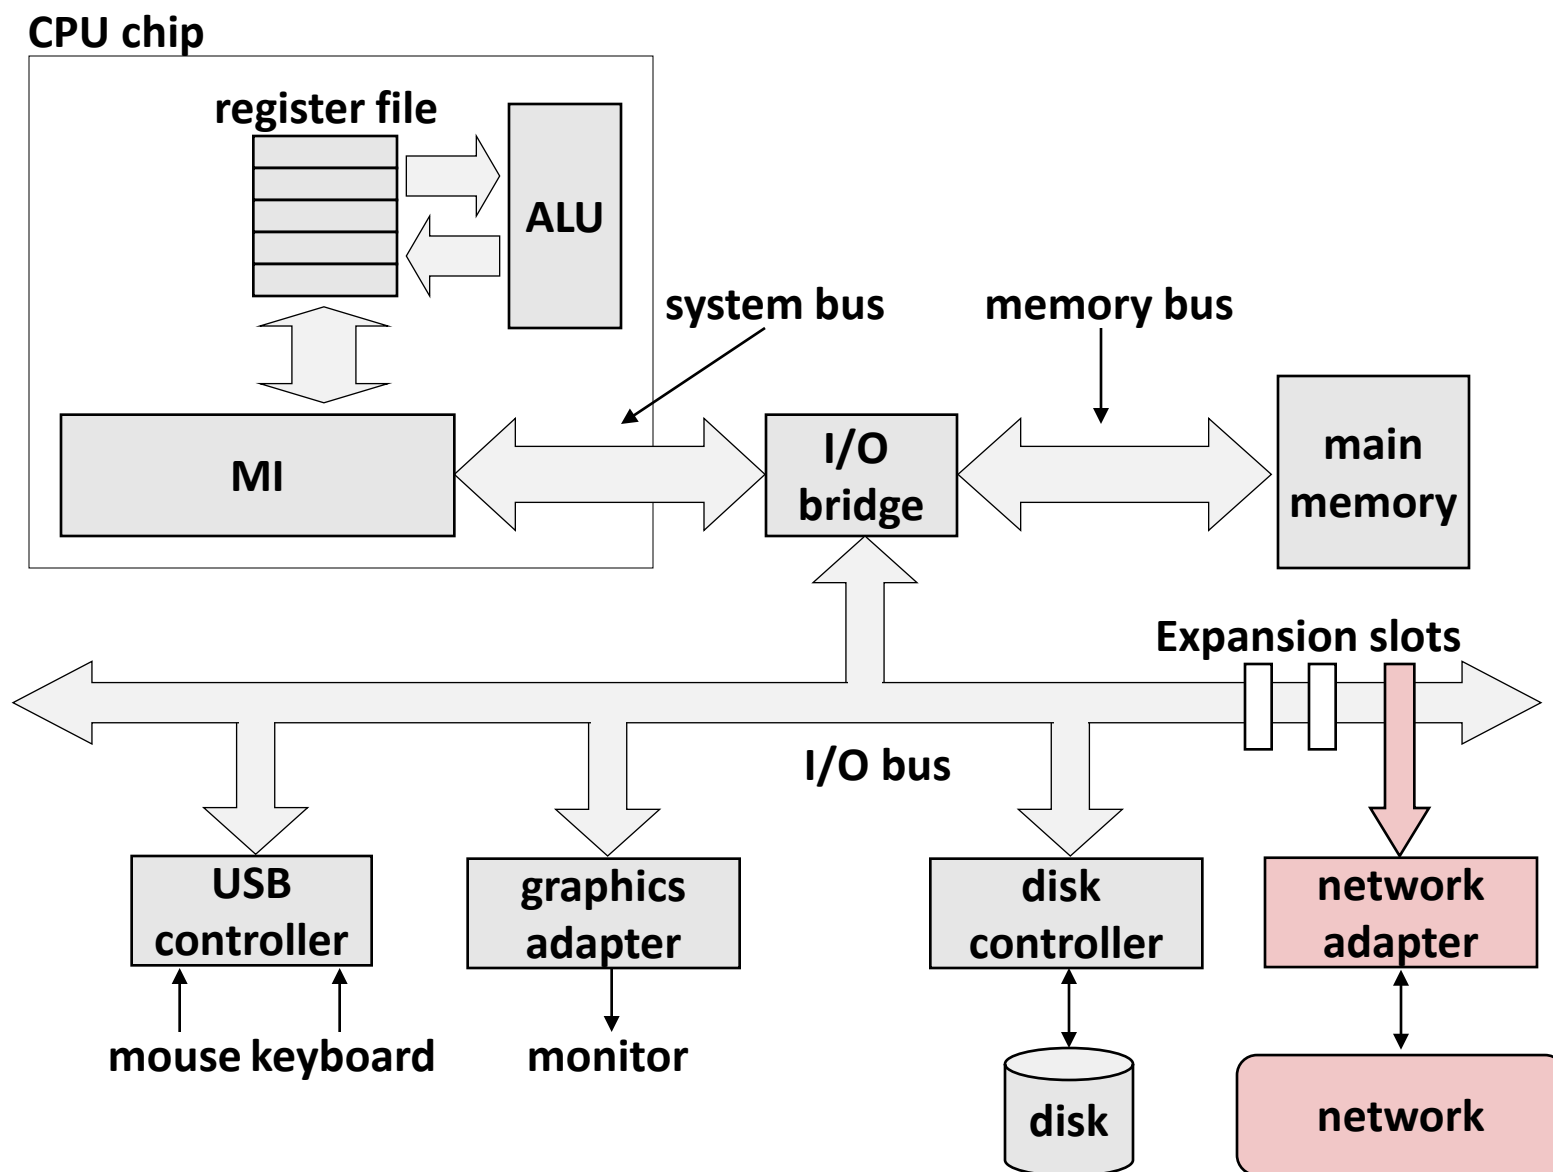 CPU chip
register file
ALU
system bus
memory bus
MI
I/O
bridge
main
memory
Expansion slots
I/O bus
USB
controller
graphics
adapter
disk
controller
network
adapter
mouse keyboard
monitor
disk
network